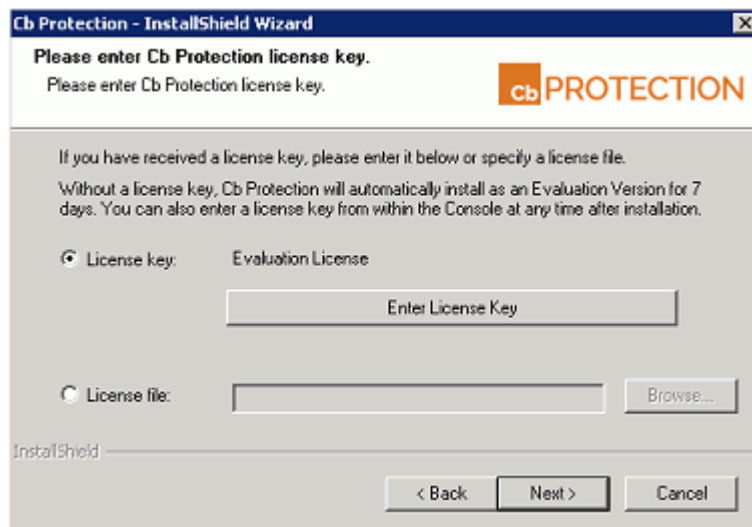 Cb Protection - InstallShield Wizard
Please enter Cb Protection license key.
Please enter Cb Protection license key.
Cb PROTECTION
If you have received a license key, please enter it below or specify a license file.
Without a license key, Cb Protection will automatically install as an Evaluation Version for 7
days. You can also enter a license key from within the Console at any time after installation.
License key: Evaluation License
Enter License Key
License file: Browse...
InstallShield
< Back Next > Cancel